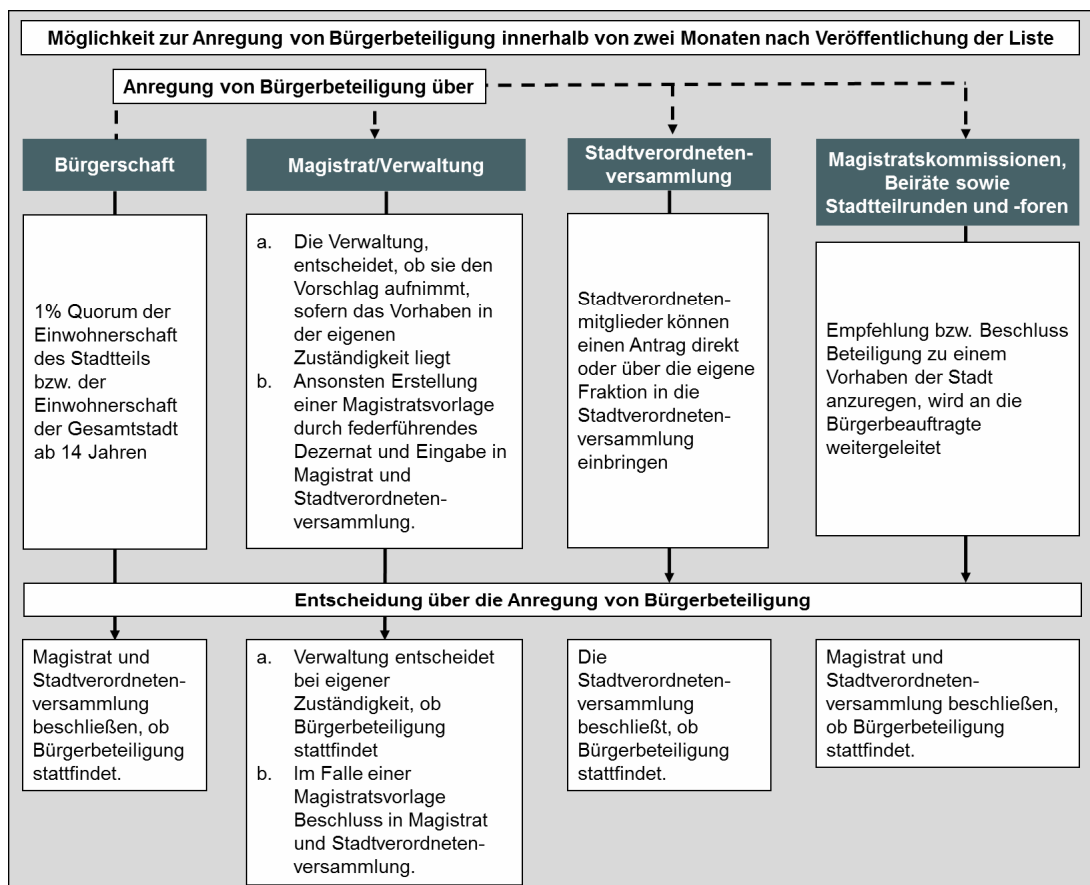 Möglichkeit zur Anregung von Bürgerbeteiligung innerhalb von zwei Monaten nach Veröffentlichung der Liste
Anregung von Bürgerbeteiligung über
Bürgerschaft
1% Quorum der
Einwohnerschaft
des Stadtteils
bzw. der
Einwohnerschaft
der Gesamtstadt
ab 14 Jahren
Magistrat/Verwaltung
a. Die Verwaltung,
entscheidet, ob sie den
Vorschlag aufnimmt,
sofern das Vorhaben in
der eigenen
Zuständigkeit liegt
b. Ansonsten Erstellung
einer Magistratsvorlage
durch federführendes
Dezernat und Eingabe in
Magistrat und
Stadtverordneten-
versammlung.
Stadtverordneten-
versammlung
Stadtverordneten-
mitglieder können
einen Antrag direkt
oder über die eigene
Fraktion in die
Stadtverordneten-
versammlung
einbringen
Magistratskommissionen,
Beiräte sowie
Stadtteilrunden und -foren
Empfehlung bzw. Beschluss
Beteiligung zu einem
Vorhaben der Stadt
anzuregen, wird an die
Bürgerbeauftragte
weitergeleitet
Entscheidung über die Anregung von Bürgerbeteiligung
Magistrat und
Stadtverordneten-
versammlung
beschließen, ob
Bürgerbeteiligung
stattfindet.
a. Verwaltung entscheidet
bei eigener
Zuständigkeit, ob
Bürgerbeteiligung
stattfindet
b. Im Falle einer
Magistratsvorlage
Beschluss in Magistrat
und Stadtverordneten-
versammlung.
Die
Stadtverordneten-
versammlung
beschließt, ob
Bürgerbeteiligung
stattfindet.
Magistrat und
Stadtverordneten-
versammlung beschließen,
ob Bürgerbeteiligung
stattfindet.